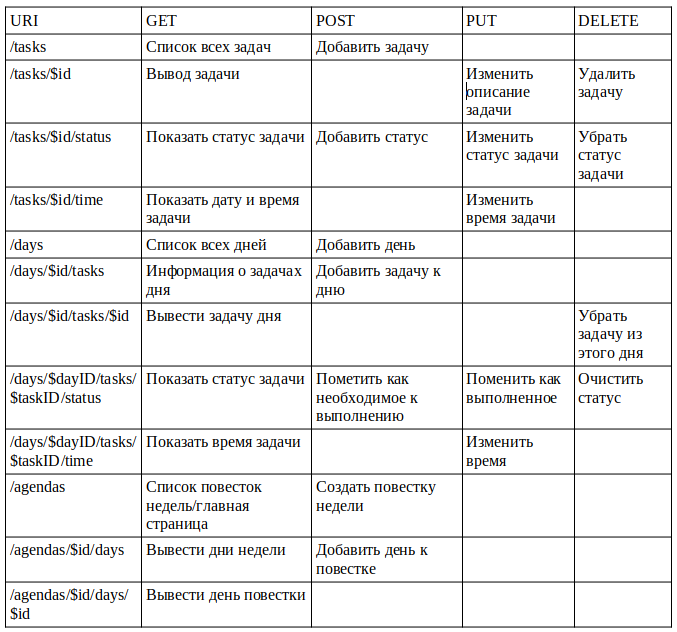 URI GET POST PUT DELETE
/tasks Список всех задач Добавить задачу
/tasks/$id Вывод задачи Изменить Удалить
описание задачу
задачи
/tasks/$id/status Показать статус задачи Добавить статус Изменить Убрать
статус задачи статус
задачи
/tasks/$id/time Показать дату и время Изменить
задачи время задачи
/days Список всех дней Добавить день
/days/$id/tasks Информация о задачах Добавить задачу к
дня дню
/days/$id/tasks/$id Вывести задачу дня Убрать
задачу из
этого дня
/days/$dayID/tasks/ Показать статус задачи Пометить как Поменить как Очистить
$taskID/status необходимое к выполненное статус
выполнению
/days/$dayID/tasks/ Показать время задачи Изменить
$taskID/time время
/agendas Список повесток Создать повестку
недель/главная недели
страница
/agendas/$id/days Вывести дни недели Добавить день к
повестке
/agendas/$id/days/ Вывести день повестки
$id